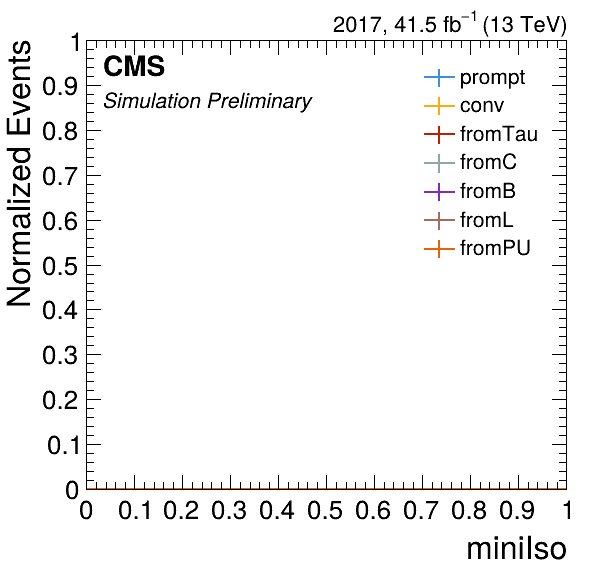 2017, 41.5 fb⁻¹ (13 TeV)
CMS
Simulation Preliminary
prompt
conv
fromTau
fromC
fromB
fromL
fromPU
Normalized Events
1
0.9
0.8
0.7
0.6
0.5
0.4
0.3
0.2
0.1
0
0 0.1 0.2 0.3 0.4 0.5 0.6 0.7 0.8 0.9 1
miniIso